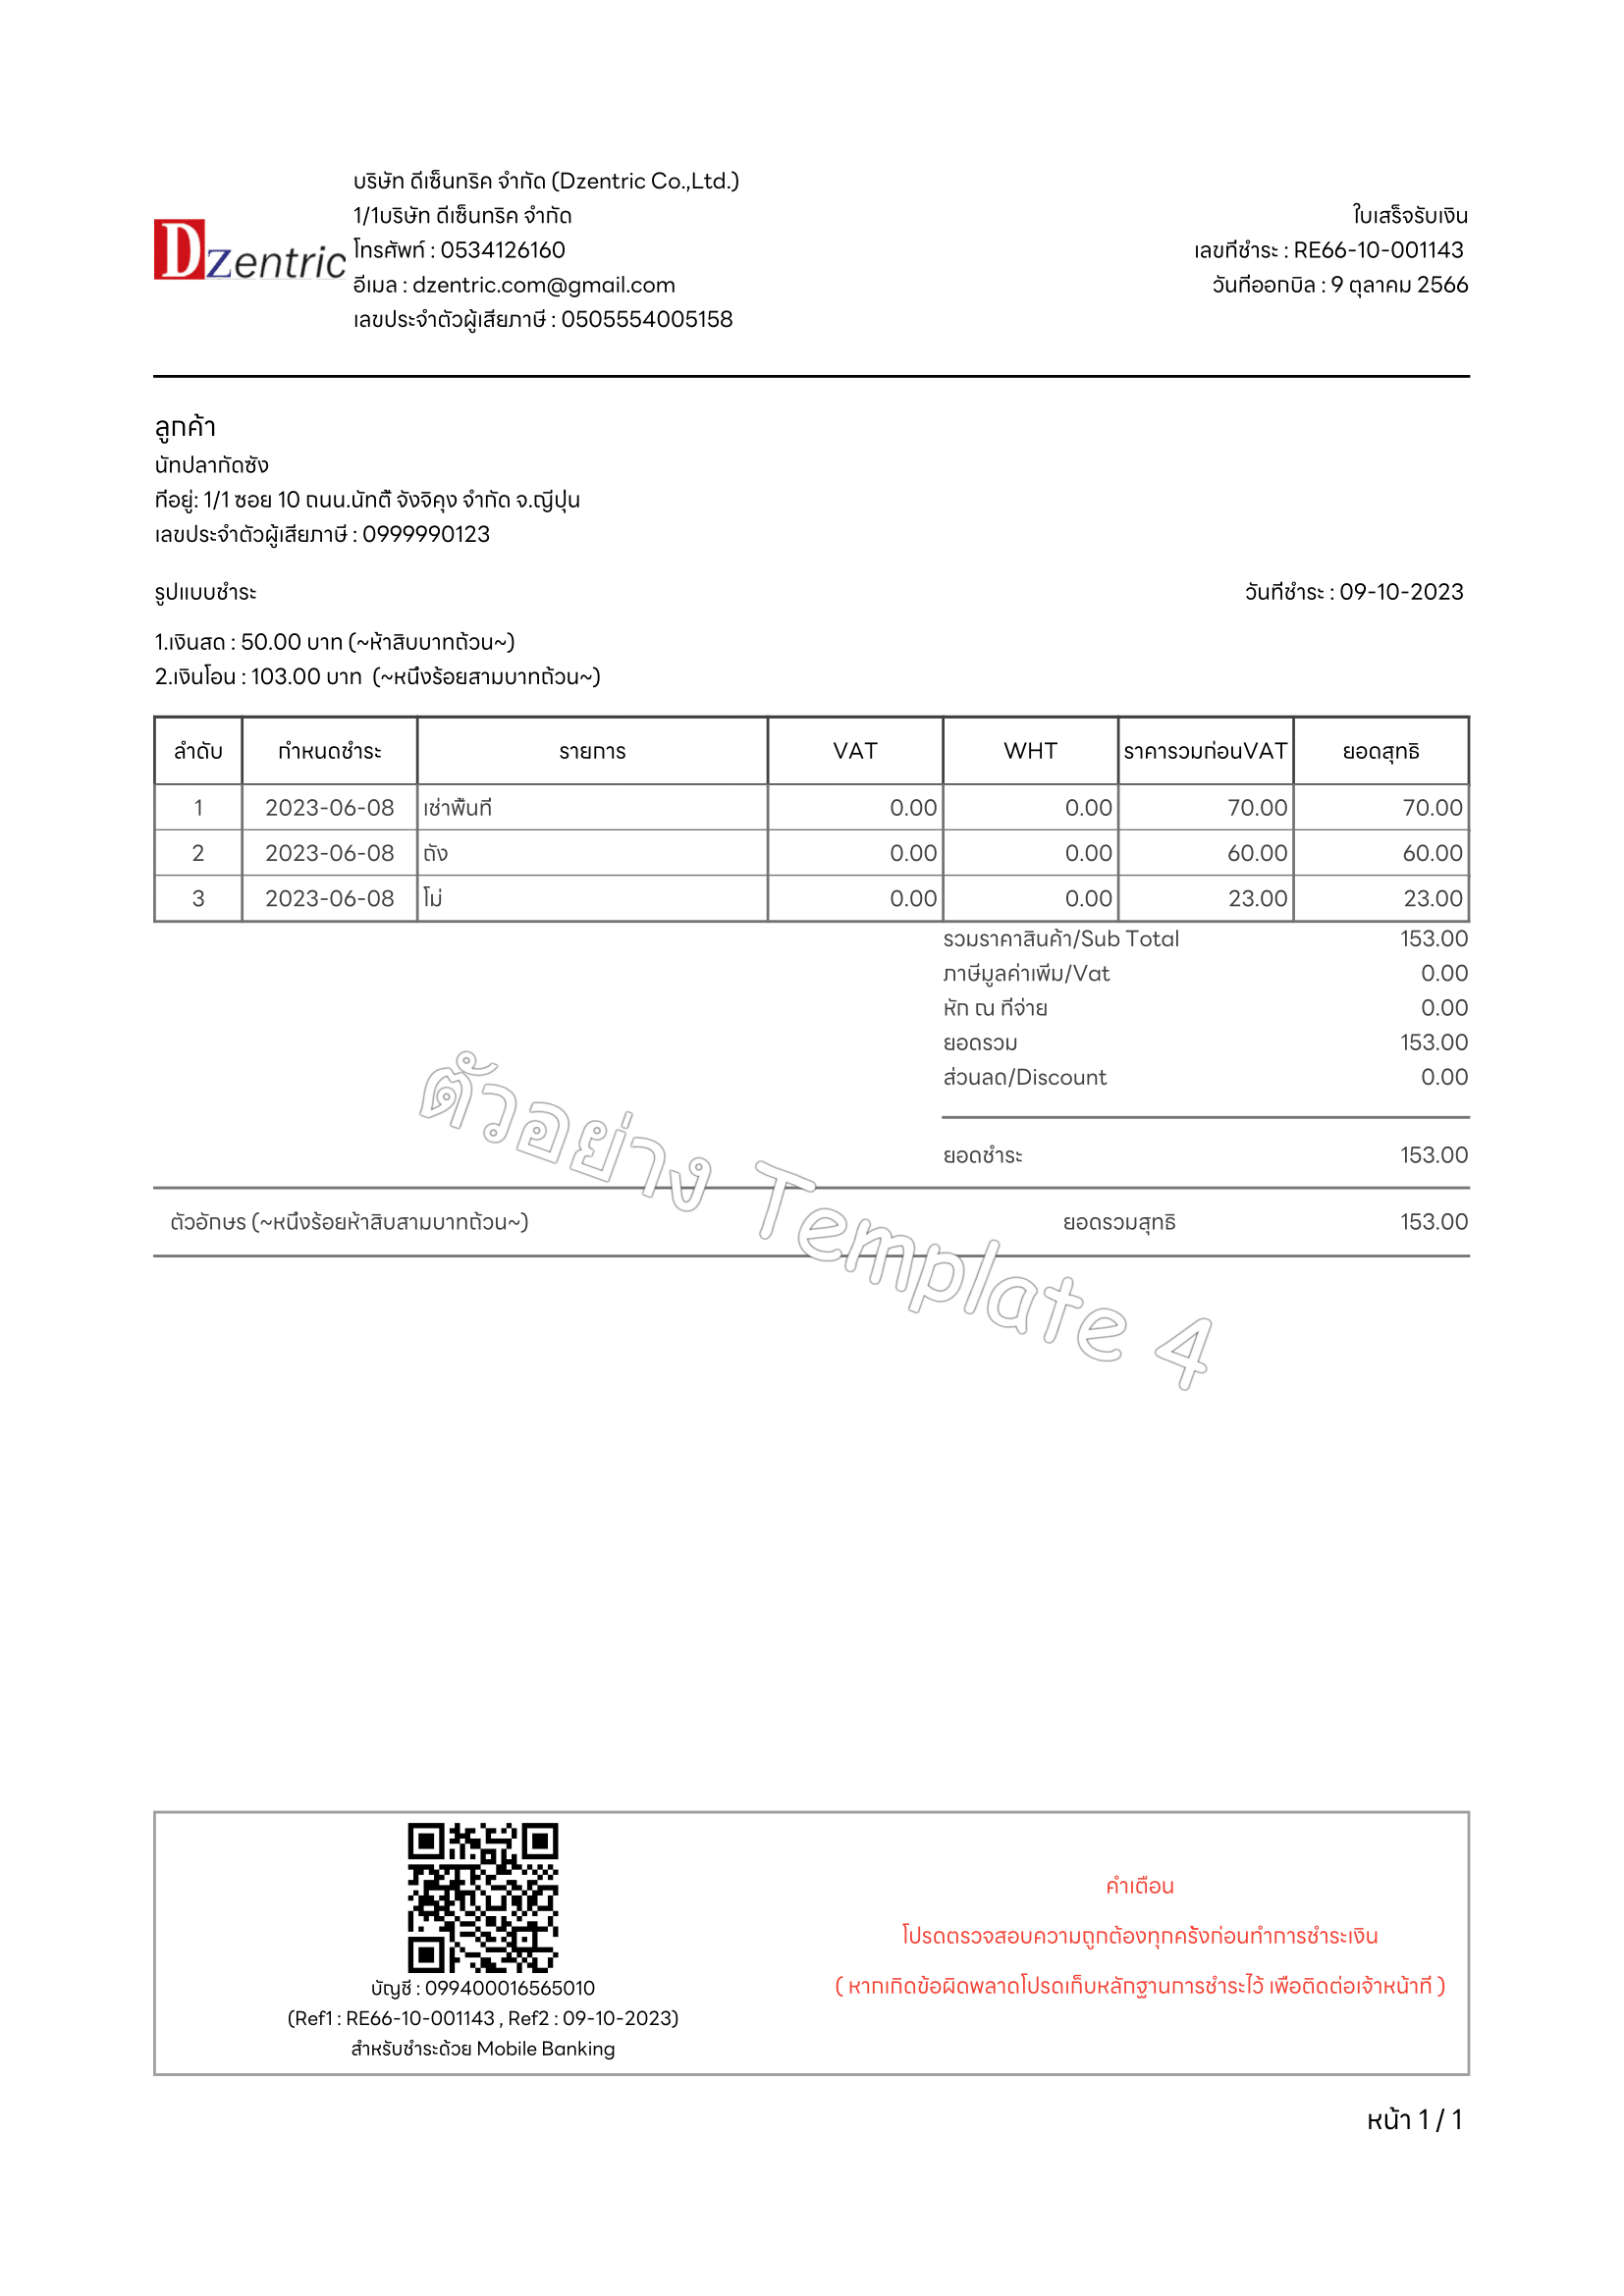 บริษัท ดีเซ็นทริค จำกัด (Dzentric Co.,Ltd.)
1/1บริษัท ดีเซ็นทริค จำกัด
โทรศัพท์ : 0534126160
อีเมล : dzentric.com@gmail.com
เลขประจำตัวผู้เสียภาษี : 0505554005158
Dzentric
ใบเสร็จรับเงิน
เลขที่ชำระ : RE66-10-001143
วันที่ออกบิล : 9 ตุลาคม 2566
ลูกค้า
นัทปลากัดซัง
ที่อยู่: 1/1 ซอย 10 ถนน.นัทตี้ จังจิคุง จำกัด จ.ญี่ปุ่น
เลขประจำตัวผู้เสียภาษี : 0999990123
รูปแบบชำระ วันที่ชำระ : 09-10-2023
1.เงินสด : 50.00 บาท (~ห้าสิบบาทถ้วน~)
2.เงินโอน : 103.00 บาท (~หนึ่งร้อยสามบาทถ้วน~)
ลำดับ กำหนดชำระ รายการ VAT WHT ราคารวมก่อนVAT ยอดสุทธิ
1 2023-06-08 เช่าพื้นที่ 0.00 0.00 70.00 70.00
2 2023-06-08 ถัง 0.00 0.00 60.00 60.00
3 2023-06-08 โม่ 0.00 0.00 23.00 23.00
รวมราคาสินค้า/Sub Total 153.00
ภาษีมูลค่าเพิ่ม/Vat 0.00
หัก ณ ที่จ่าย 0.00
ยอดรวม 153.00
ส่วนลด/Discount 0.00
ยอดชำระ 153.00
ตัวอักษร (~หนึ่งร้อยห้าสิบสามบาทถ้วน~) ยอดรวมสุทธิ 153.00
ตัวอย่าง Template 4
บัญชี : 099400016565010
(Ref1 : RE66-10-001143 , Ref2 : 09-10-2023)
สำหรับชำระด้วย Mobile Banking
คำเตือน
โปรดตรวจสอบความถูกต้องทุกครั้งก่อนทำการชำระเงิน
( หากเกิดข้อผิดพลาดโปรดเก็บหลักฐานการชำระไว้ เพื่อติดต่อเจ้าหน้าที่ )
หน้า 1 / 1